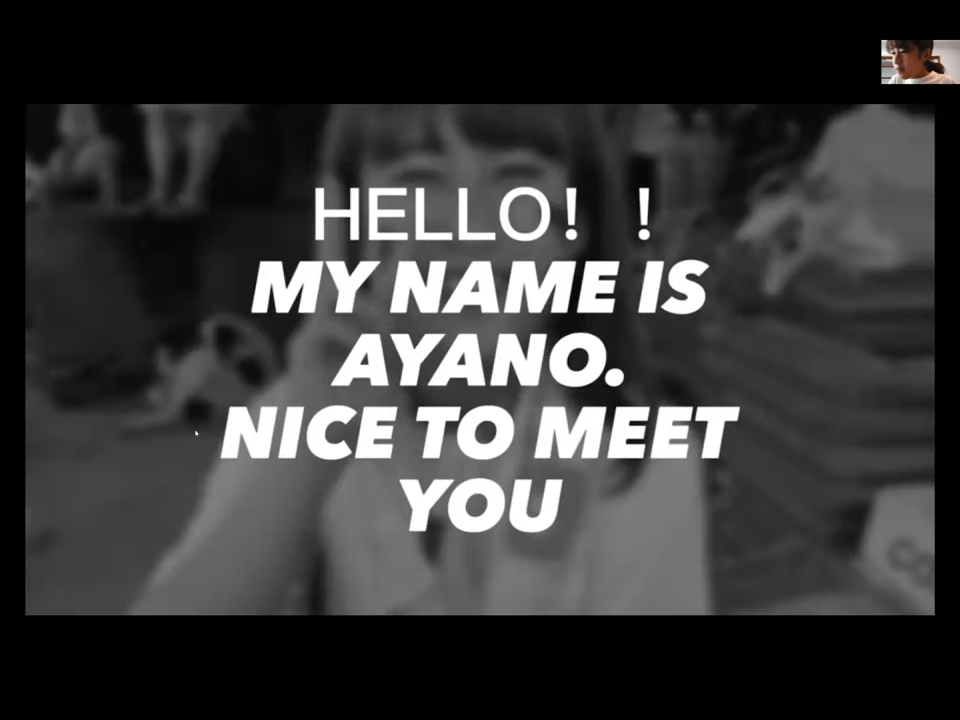 HELLO！！
MY NAME IS
AYANO.
NICE TO MEET
YOU